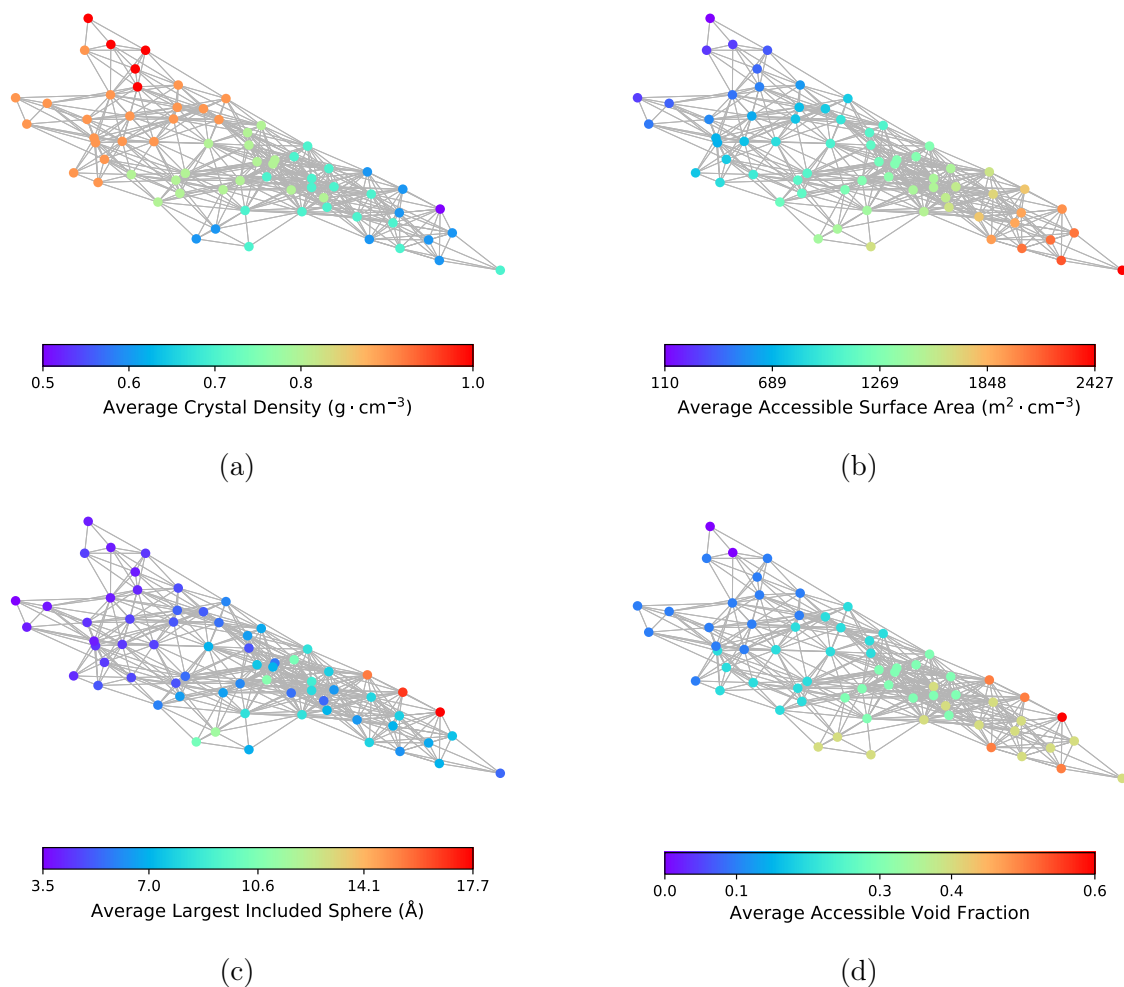 0.5 0.6 0.7 0.8 1.0
Average Crystal Density (g · cm⁻³)
(a)
110 689 1269 1848 2427
Average Accessible Surface Area (m² · cm⁻³)
(b)
3.5 7.0 10.6 14.1 17.7
Average Largest Included Sphere (Å)
(c)
0.0 0.1 0.3 0.4 0.6
Average Accessible Void Fraction
(d)